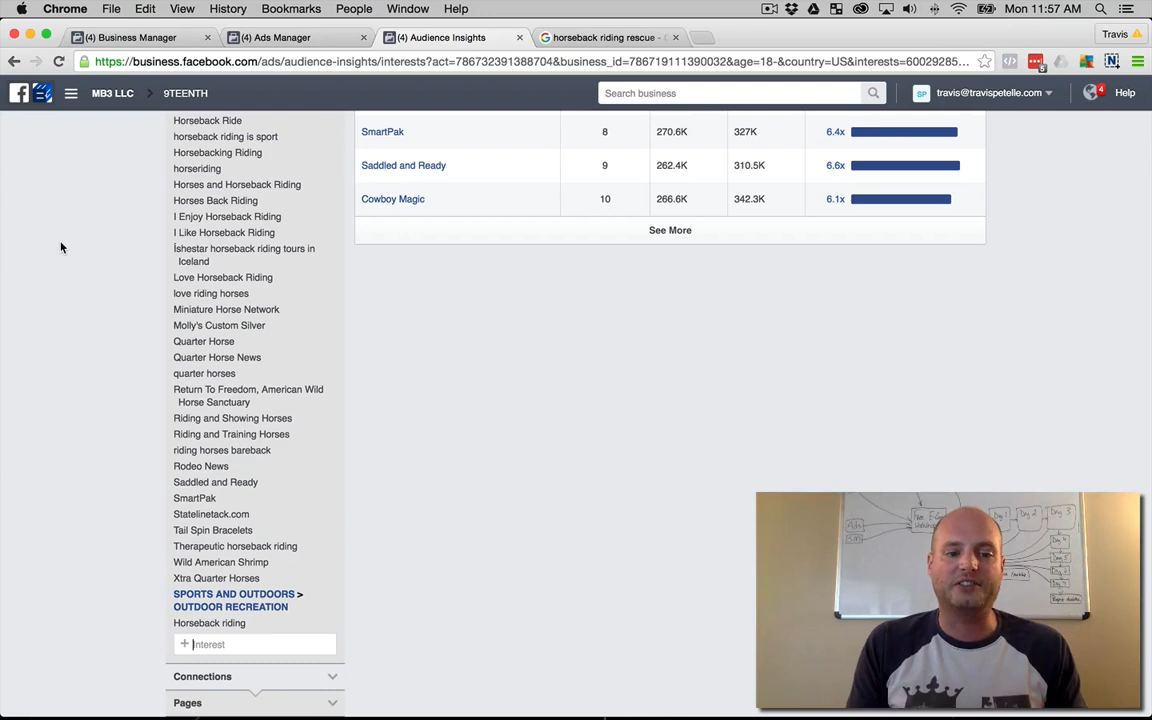 Chrome File Edit View History Bookmarks People Window Help Mon 11:57 AM
(4) Business Manager (4) Ads Manager (4) Audience Insights horseback riding rescue - Travis
https://business.facebook.com/ads/audience-insights/interests?act=786732391388704&business_id=786719111390032&age=18-&country=US&interests=60029285...
MB3 LLC 9TEENTH Search business SP travis@travispetelle.com 4 Help
Horseback Ride
horseback riding is sport
Horsebacking Riding
horseriding
Horses and Horseback Riding
Horses Back Riding
I Enjoy Horseback Riding
I Like Horseback Riding
Íshestar horseback riding tours in
Iceland
Love Horseback Riding
love riding horses
Miniature Horse Network
Molly's Custom Silver
Quarter Horse
Quarter Horse News
quarter horses
Return To Freedom, American Wild
Horse Sanctuary
Riding and Showing Horses
Riding and Training Horses
riding horses bareback
Rodeo News
Saddled and Ready
SmartPak
Statelinetack.com
Tail Spin Bracelets
Therapeutic horseback riding
Wild American Shrimp
Xtra Quarter Horses
SPORTS AND OUTDOORS >
OUTDOOR RECREATION
Horseback riding
+ Interest
Connections
Pages
SmartPak 8 270.6K 327K 6.4x
Saddled and Ready 9 262.4K 310.5K 6.6x
Cowboy Magic 10 266.6K 342.3K 6.1x
See More
Ads
Day 1
Day 2
Day 3